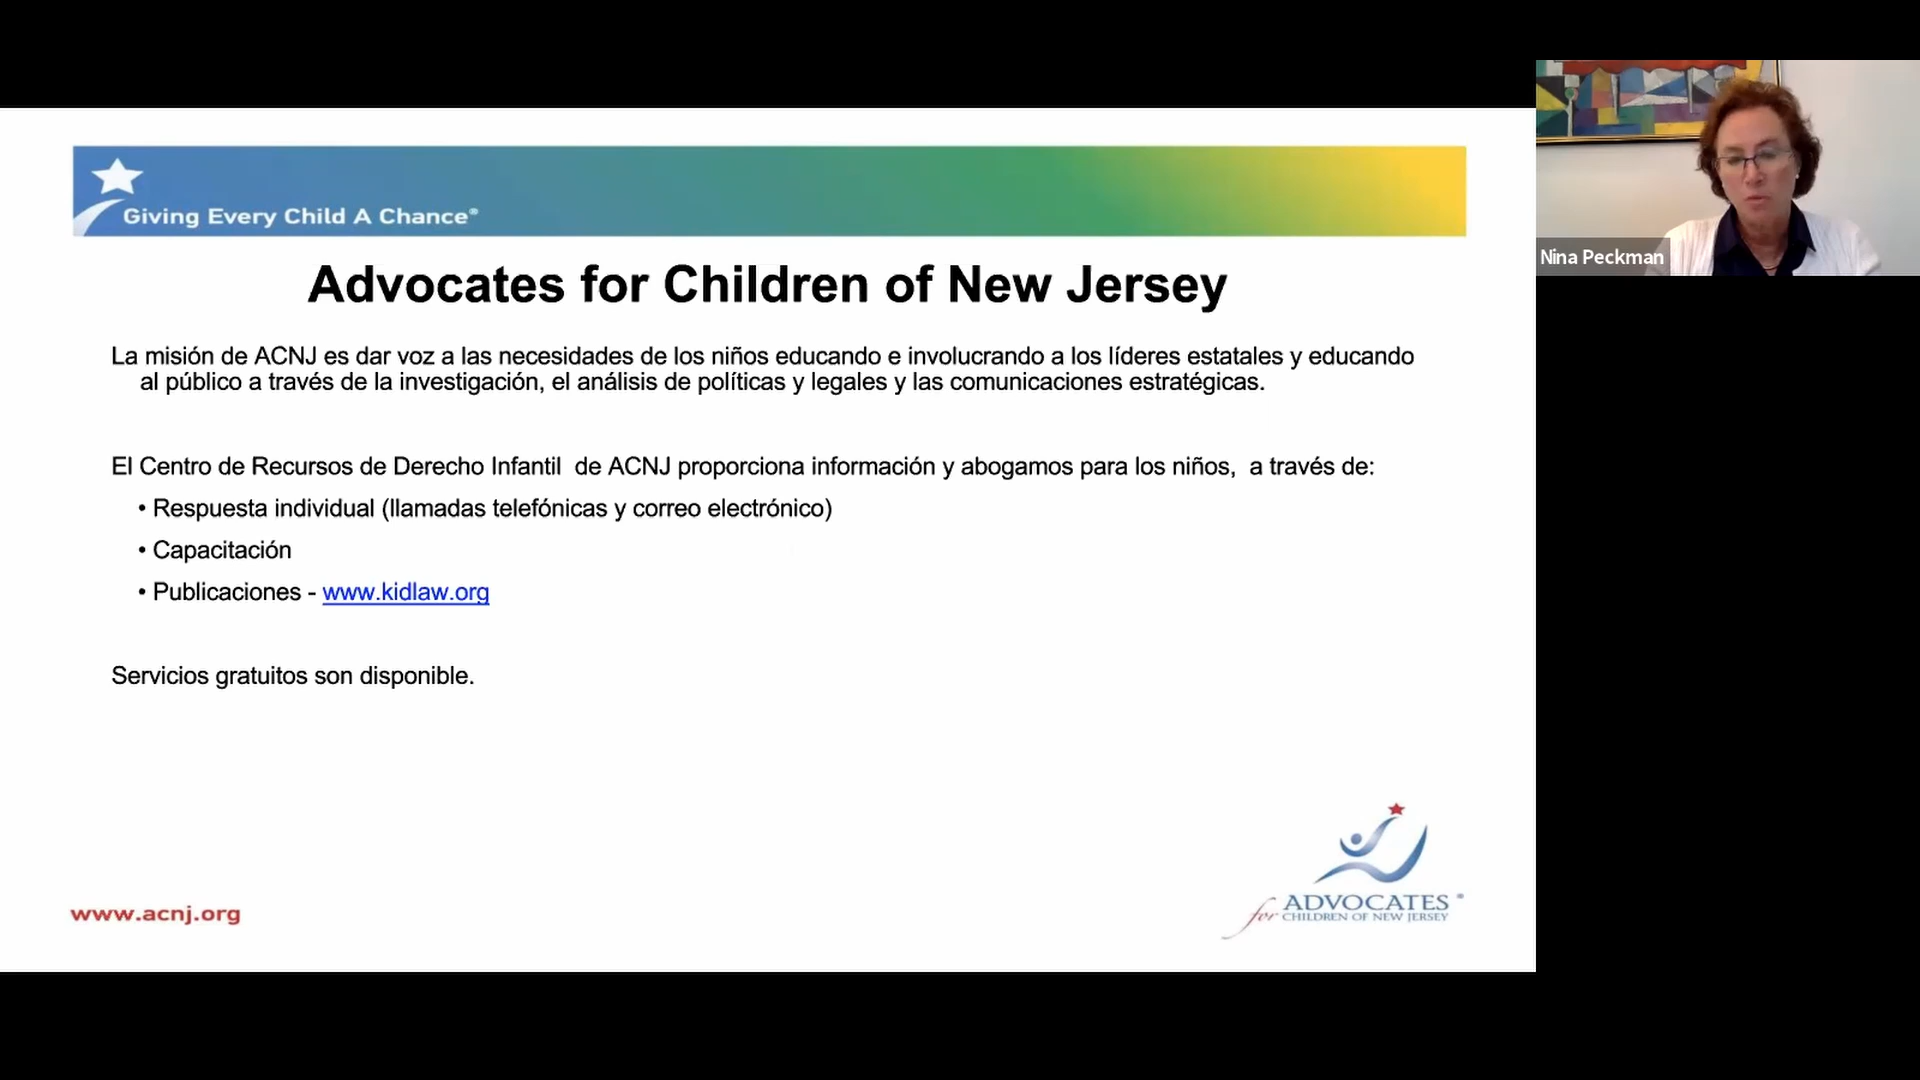 Giving Every Child A Chance®
Advocates for Children of New Jersey
La misión de ACNJ es dar voz a las necesidades de los niños educando e involucrando a los líderes estatales y educando
al público a través de la investigación, el análisis de políticas y legales y las comunicaciones estratégicas.
El Centro de Recursos de Derecho Infantil de ACNJ proporciona información y abogamos para los niños, a través de:
• Respuesta individual (llamadas telefónicas y correo electrónico)
• Capacitación
• Publicaciones - www.kidlaw.org
Servicios gratuitos son disponible.
www.acnj.org
ADVOCATES®
for CHILDREN OF NEW JERSEY
Nina Peckman